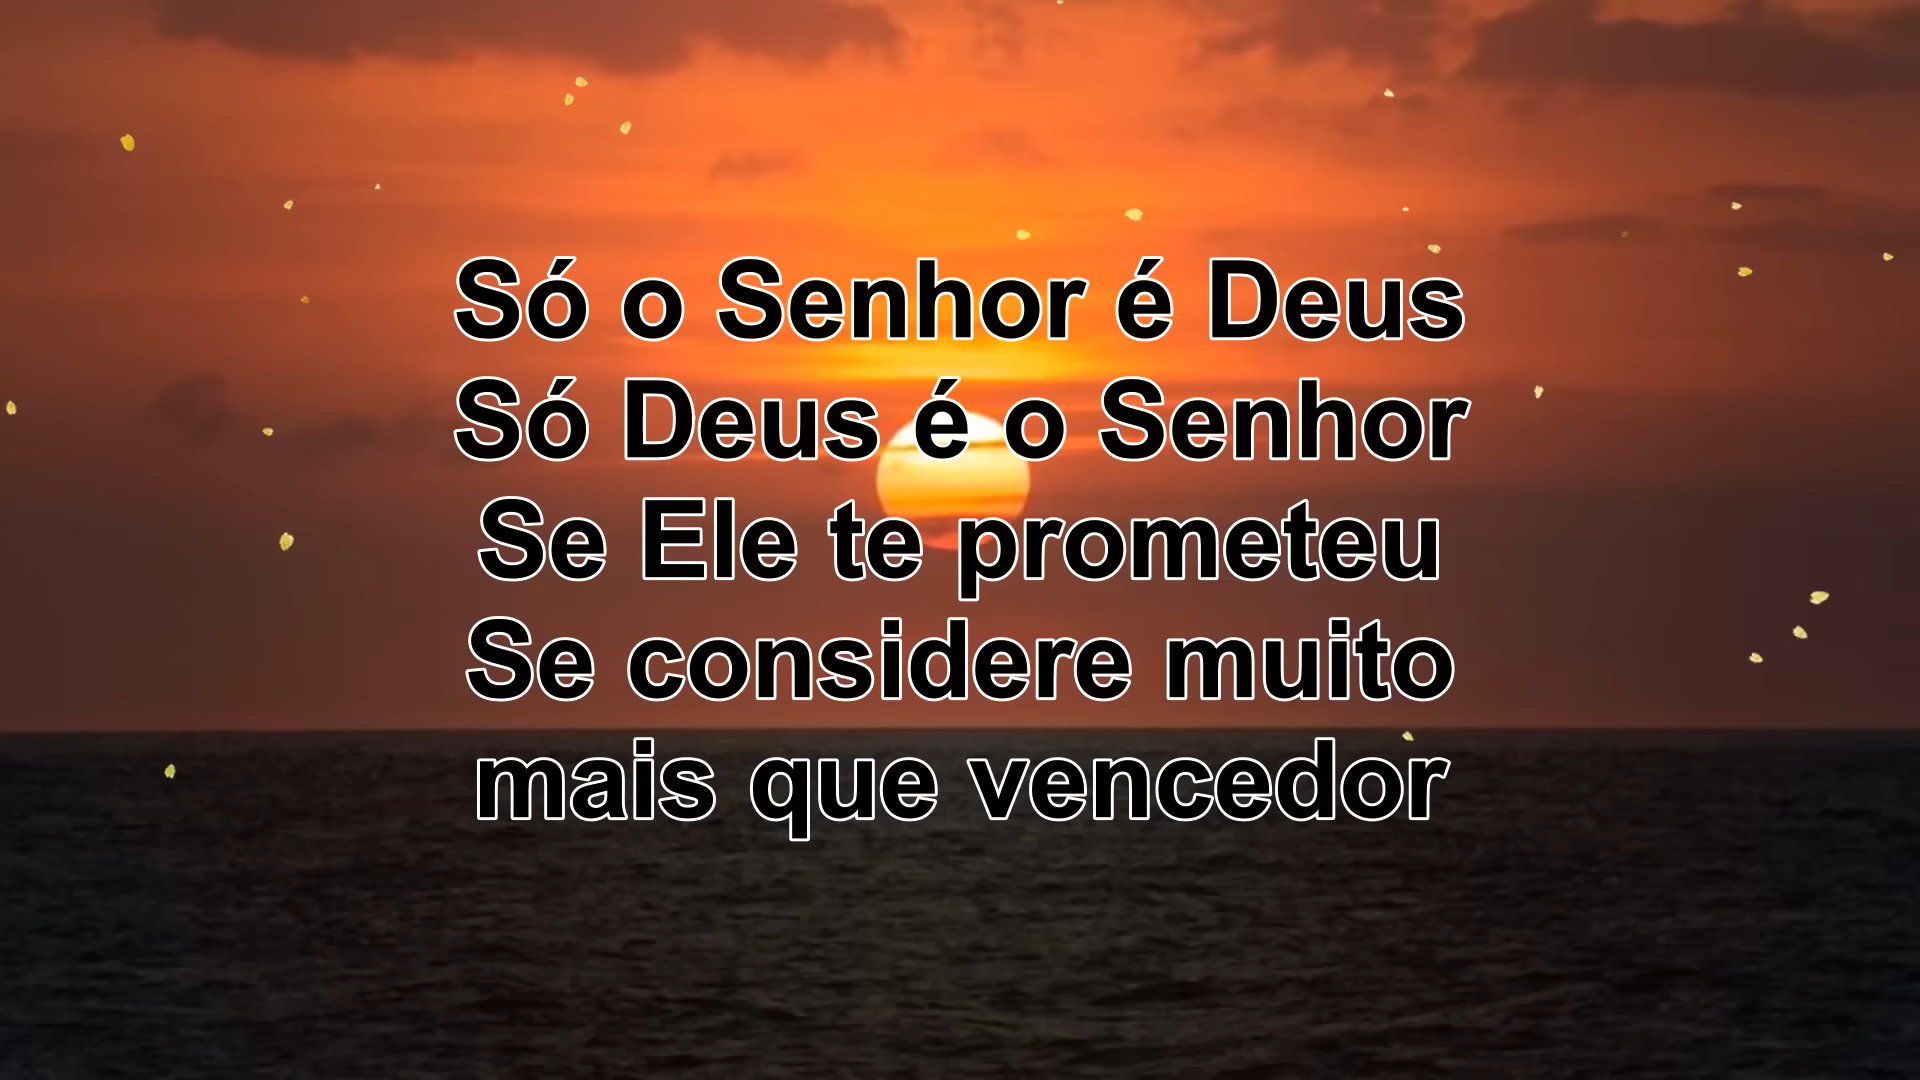 Só o Senhor é Deus
Só Deus é o Senhor
Se Ele te prometeu
Se considere muito
mais que vencedor